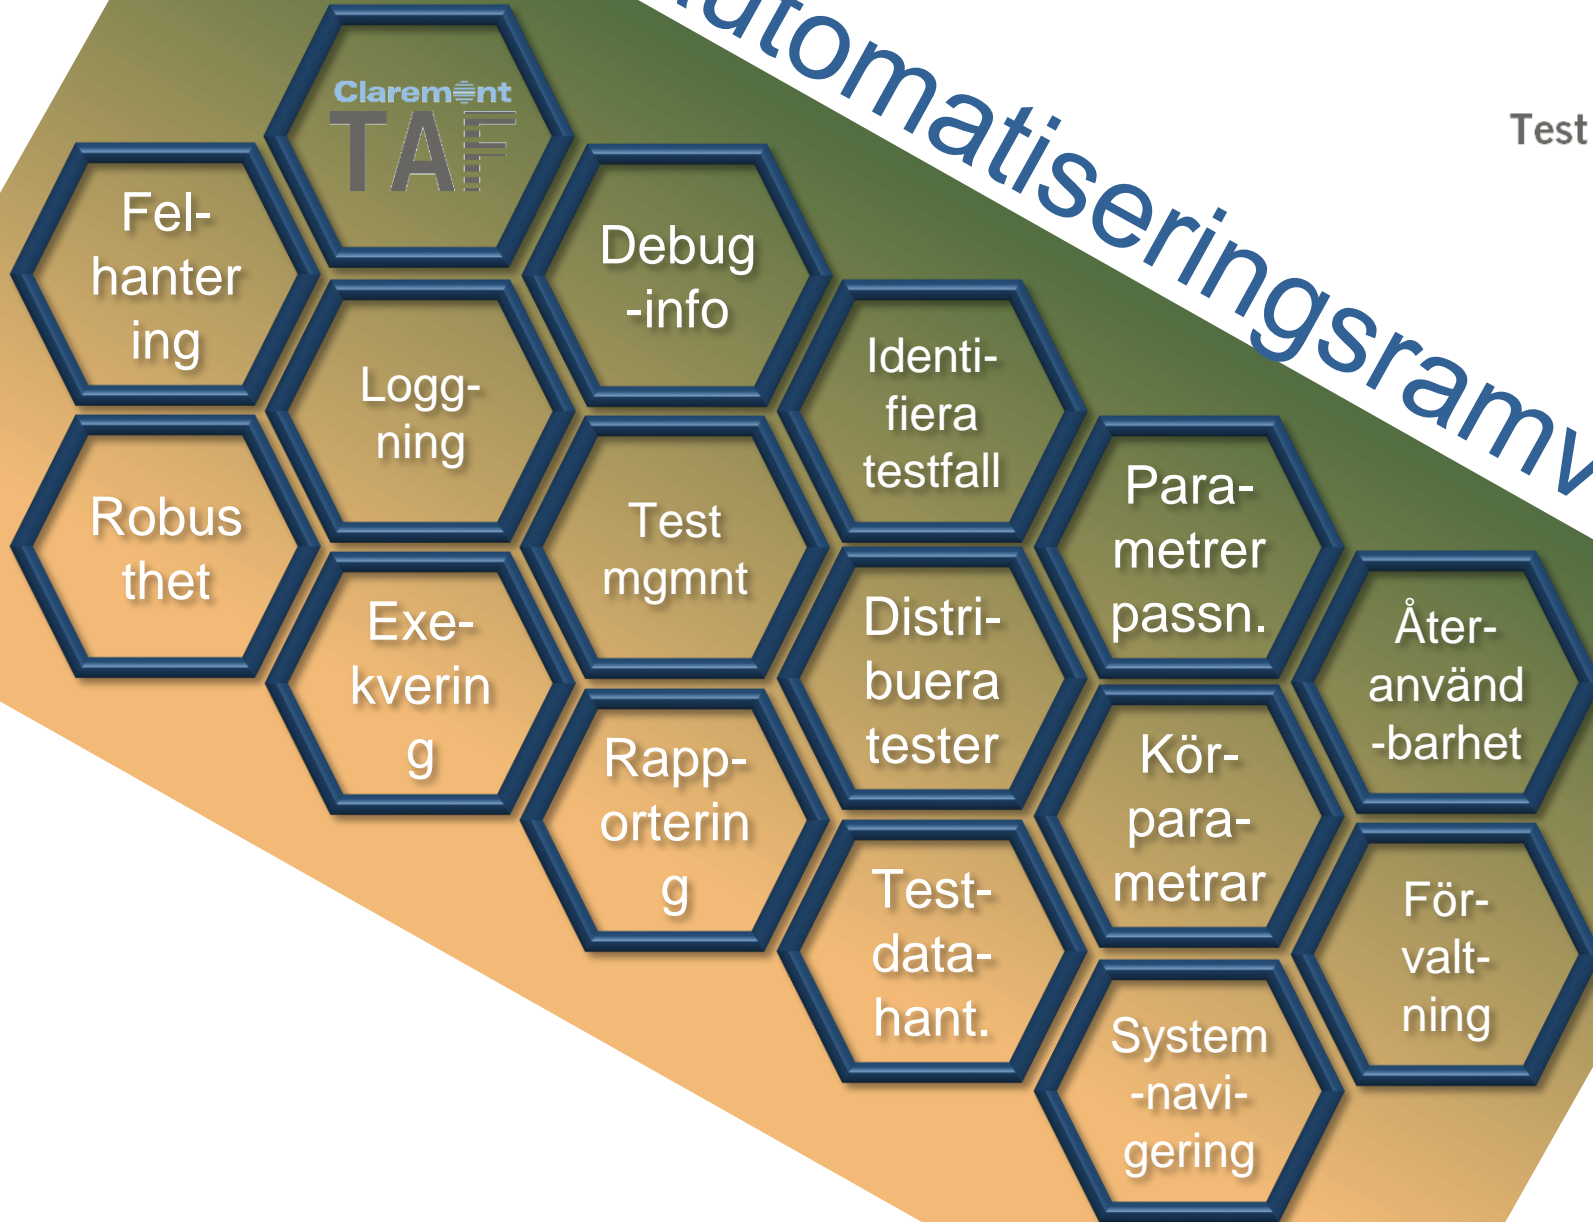 Claremont
TAF
utomatiseringsramv
Test
Fel-
hanter
ing
Debug
-info
Logg-
ning
Identi-
fiera
testfall
Robus
thet
Test
mgmnt
Para-
metrer
passn.
Exe-
kverin
g
Distri-
buera
tester
Åter-
använd
-barhet
Rapp-
orterin
g
Kör-
para-
metrar
Test-
data-
hant.
För-
valt-
ning
System
-navi-
gering